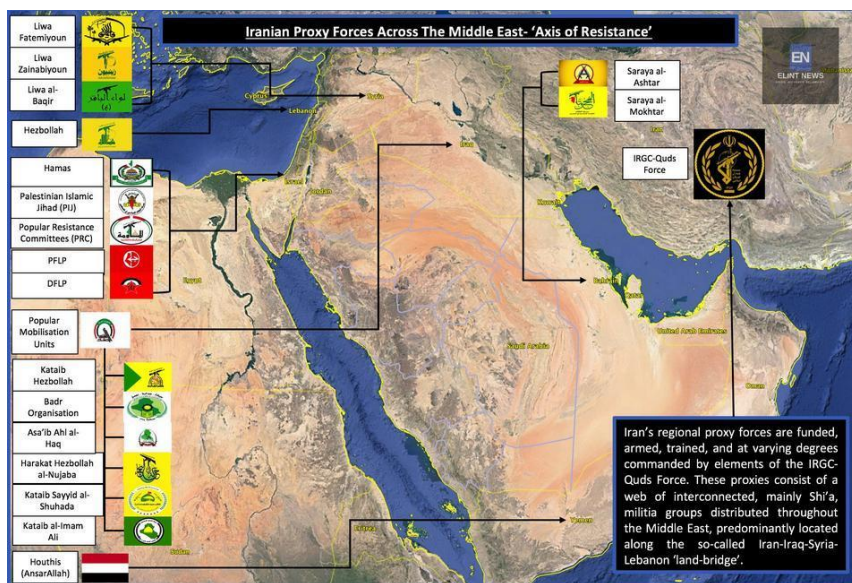 Iranian Proxy Forces Across The Middle East- ‘Axis of Resistance’
Liwa
Fatemiyoun
Liwa
Zainabiyoun
Liwa al-
Baqir
Hezbollah
Hamas
Palestinian Islamic
Jihad (PIJ)
Popular Resistance
Committees (PRC)
PFLP
DFLP
Popular
Mobilisation
Units
Kataib
Hezbollah
Badr
Organisation
Asa’ib Ahl al-
Haq
Harakat Hezbollah
al-Nujaba
Kataib Sayyid al-
Shuhada
Kataib al-Imam
Ali
Houthis
(AnsarAllah)
Saraya al-
Ashtar
Saraya al-
Mokhtar
IRGC-Quds
Force
EN
ELINT NEWS
Cyprus
Lebanon
Syria
Iraq
Iran
Israel
Jordan
Kuwait
Egypt
Bahrain
Qatar
United Arab Emirates
Saudi Arabia
Oman
Yemen
Eritrea
Sudan
Iran’s regional proxy forces are funded,
armed, trained, and at varying degrees
commanded by elements of the IRGC-
Quds Force. These proxies consist of a
web of interconnected, mainly Shi’a,
militia groups distributed throughout
the Middle East, predominantly located
along the so-called Iran-Iraq-Syria-
Lebanon ‘land-bridge’.